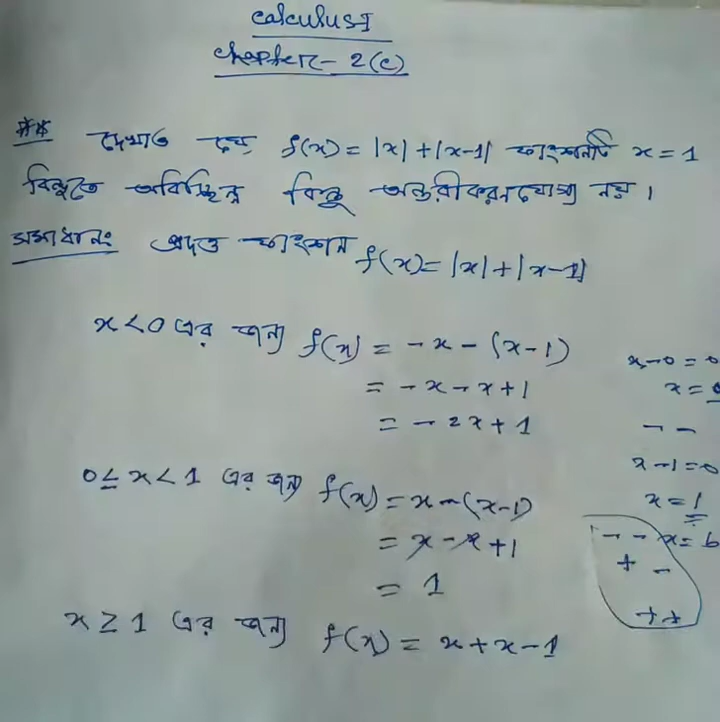 calculus I
Chapter - 2(c)
** দেখাও যে, f(x) = |x| + |x-1| ফাংশনটি x = 1
বিন্দুতে অবিচ্ছিন্ন কিন্তু অন্তরীকরণযোগ্য নয়।
সমাধানঃ প্রদত্ত ফাংশন f(x) = |x| + |x-1|
x < 0 এর জন্য f(x) = -x - (x-1)
= -x - x + 1
= -2x + 1
0 ≤ x < 1 এর জন্য f(x) = x - (x-1)
= x - x + 1
= 1
x ≥ 1 এর জন্য f(x) = x + x - 1
x - 0 = 0
x = 0
- -
x - 1 = 0
x = 1
- -
+ -
+ +